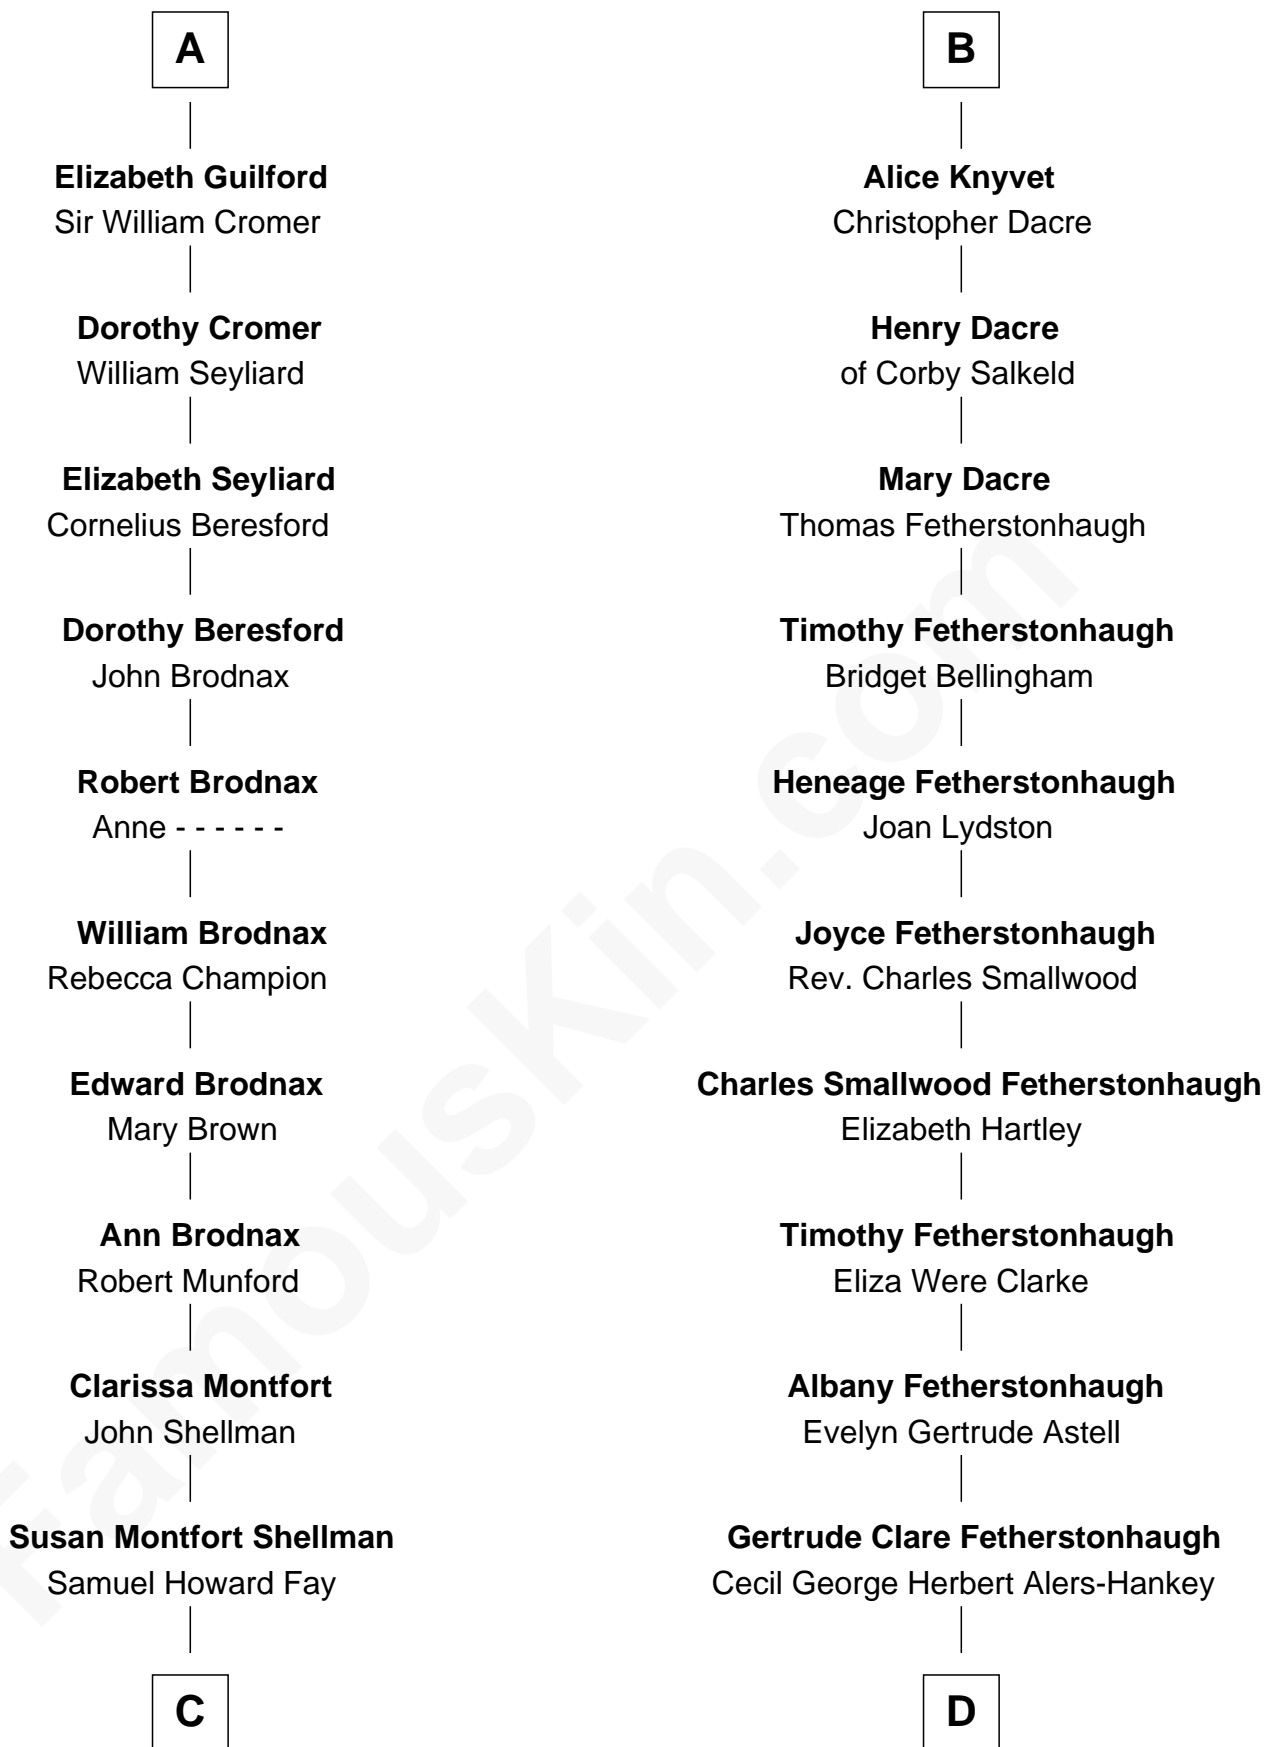 A
Elizabeth Guilford
Sir William Cromer
Dorothy Cromer
William Seyliard
Elizabeth Seyliard
Cornelius Beresford
Dorothy Beresford
John Brodnax
Robert Brodnax
Anne - - - - - -
William Brodnax
Rebecca Champion
Edward Brodnax
Mary Brown
Ann Brodnax
Robert Munford
Clarissa Montfort
John Shellman
Susan Montfort Shellman
Samuel Howard Fay
C
B
Alice Knyvet
Christopher Dacre
Henry Dacre
of Corby Salkeld
Mary Dacre
Thomas Fetherstonhaugh
Timothy Fetherstonhaugh
Bridget Bellingham
Heneage Fetherstonhaugh
Joan Lydston
Joyce Fetherstonhaugh
Rev. Charles Smallwood
Charles Smallwood Fetherstonhaugh
Elizabeth Hartley
Timothy Fetherstonhaugh
Eliza Were Clarke
Albany Fetherstonhaugh
Evelyn Gertrude Astell
Gertrude Clare Fetherstonhaugh
Cecil George Herbert Alers-Hankey
D
FamousKin.com